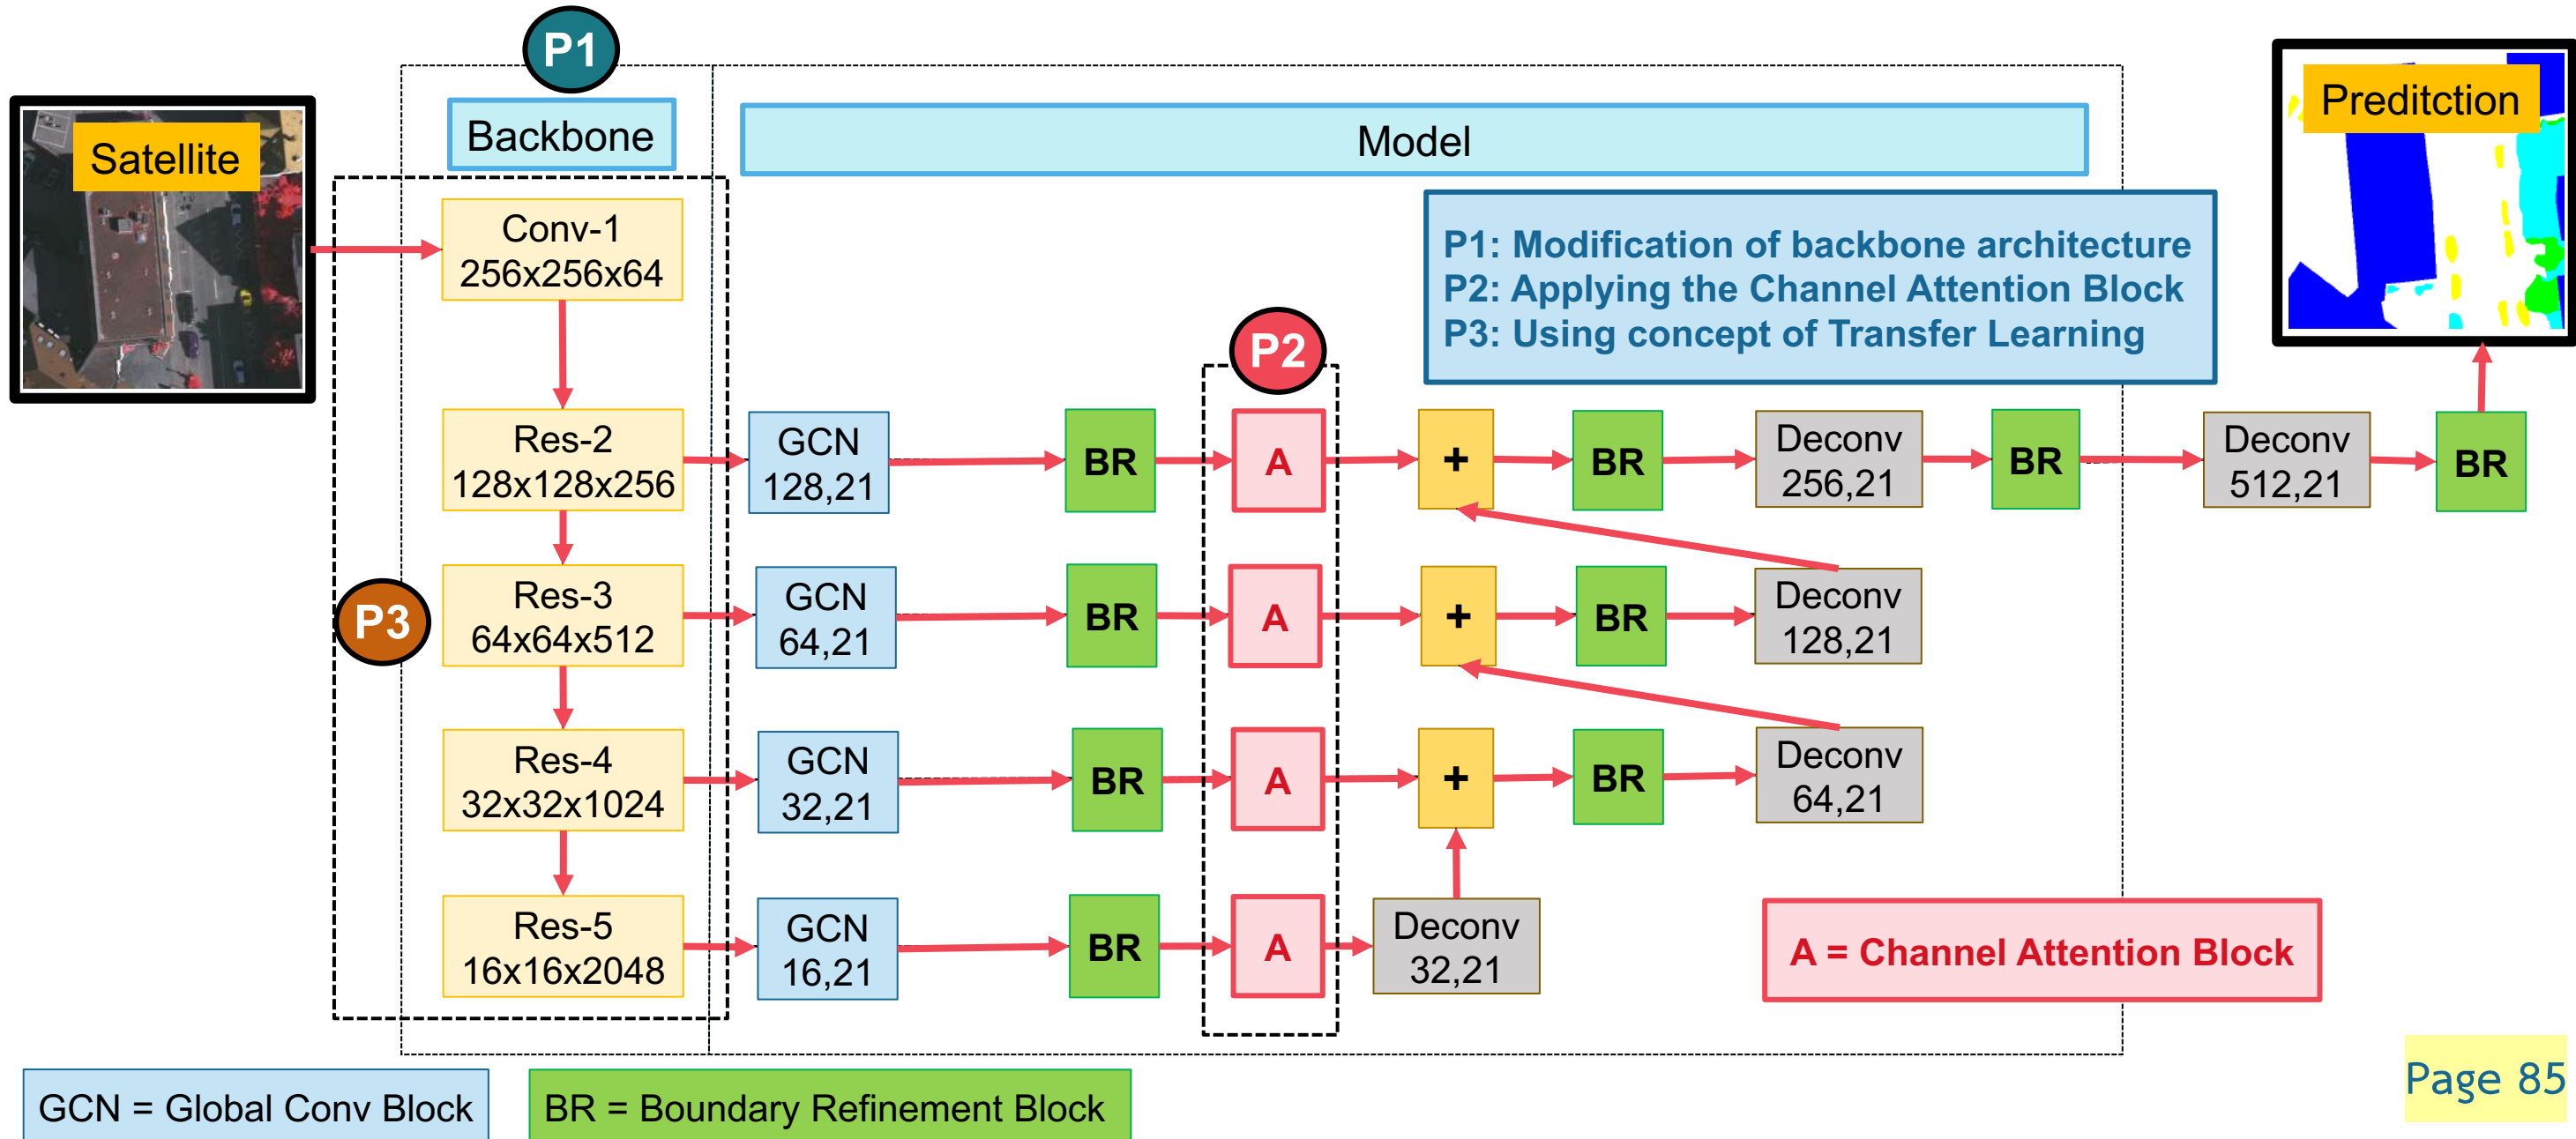 P1
Backbone
Model
Satellite
Preditction
Conv-1
256x256x64
P1: Modification of backbone architecture
P2: Applying the Channel Attention Block
P3: Using concept of Transfer Learning
P2
Res-2
128x128x256
GCN
128,21
BR
A
+
BR
Deconv
256,21
BR
Deconv
512,21
BR
P3
Res-3
64x64x512
GCN
64,21
BR
A
+
BR
Deconv
128,21
Res-4
32x32x1024
GCN
32,21
BR
A
+
BR
Deconv
64,21
Res-5
16x16x2048
GCN
16,21
BR
A
Deconv
32,21
A = Channel Attention Block
GCN = Global Conv Block
BR = Boundary Refinement Block
Page 85